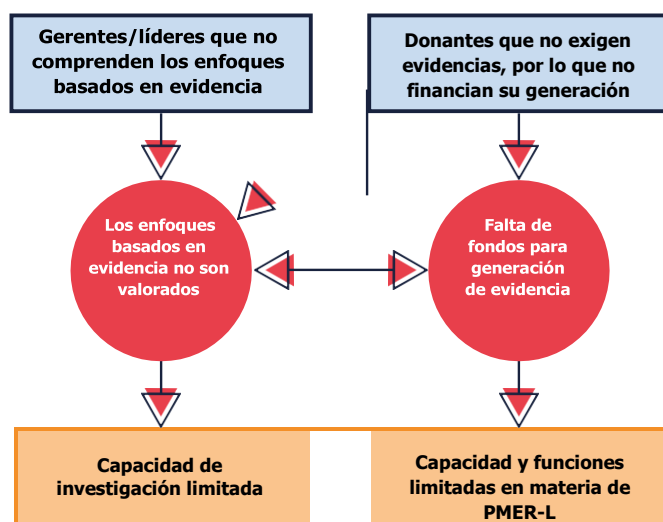 Gerentes/líderes que no
comprenden los enfoques
basados en evidencia
Donantes que no exigen
evidencias, por lo que no
financian su generación
Los enfoques
basados en
evidencia no son
valorados
Falta de
fondos para
generación
de evidencia
Capacidad de
investigación limitada
Capacidad y funciones
limitadas en materia de
PMER-L